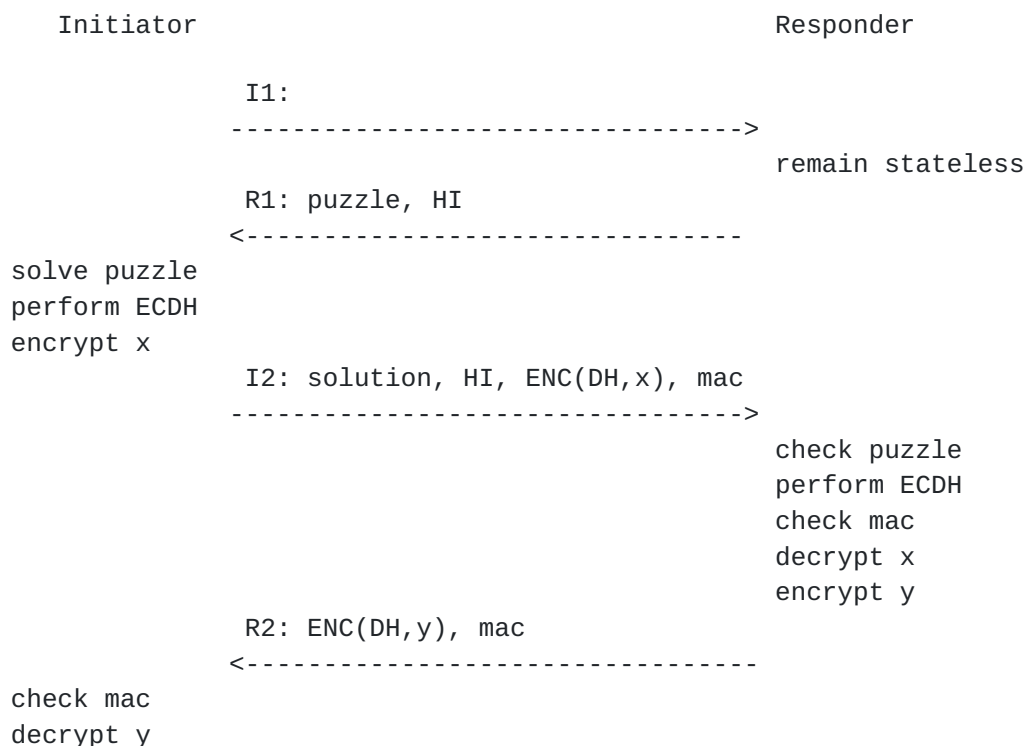 Initiator                                     Responder
I1:
--------------------------------->
remain stateless
R1: puzzle, HI
<--------------------------------
solve puzzle
perform ECDH
encrypt x
I2: solution, HI, ENC(DH,x), mac
--------------------------------->
check puzzle
perform ECDH
check mac
decrypt x
encrypt y
R2: ENC(DH,y), mac
<---------------------------------
check mac
decrypt y